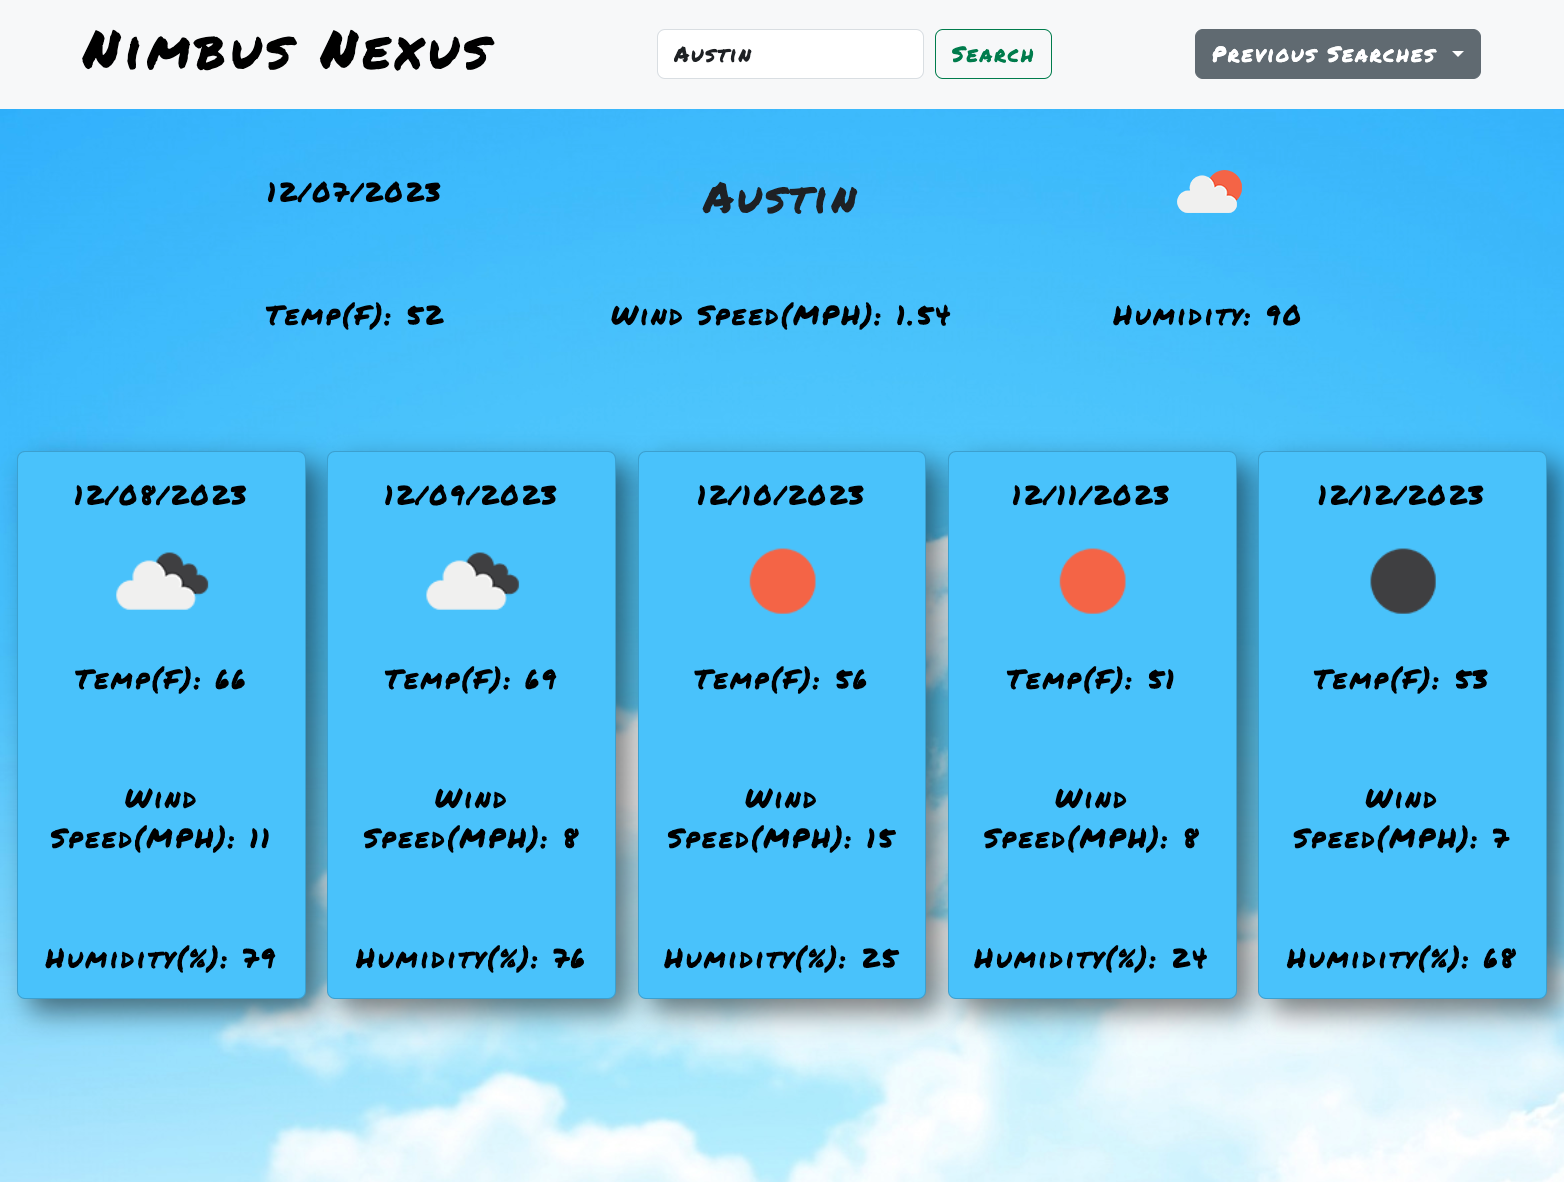 Nimbus Nexus
Austin
Search
Previous Searches
12/07/2023
Austin
Temp(F): 52
Wind Speed(MPH): 1.54
Humidity: 90
12/08/2023
Temp(F): 66
Wind
Speed(MPH): 11
Humidity(%): 79
12/09/2023
Temp(F): 69
Wind
Speed(MPH): 8
Humidity(%): 76
12/10/2023
Temp(F): 56
Wind
Speed(MPH): 15
Humidity(%): 25
12/11/2023
Temp(F): 51
Wind
Speed(MPH): 8
Humidity(%): 24
12/12/2023
Temp(F): 53
Wind
Speed(MPH): 7
Humidity(%): 68